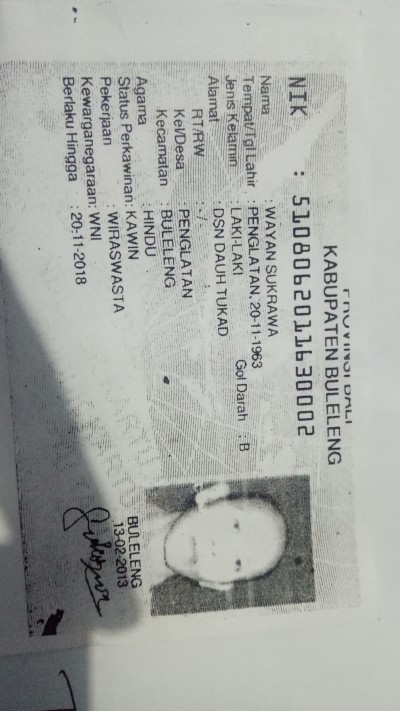 PROVINSI BALI
KABUPATEN BULELENG
NIK : 5108062011630002
Nama : WAYAN SUKRAWA
Tempat/Tgl Lahir : PENGLATAN, 20-11-1963
Jenis Kelamin : LAKI-LAKI Gol Darah : B
Alamat : DSN DAUH TUKAD
RT/RW : -/-
Kel/Desa : PENGLATAN
Kecamatan : BULELENG
Agama : HINDU
Status Perkawinan: KAWIN
Pekerjaan : WIRASWASTA
Kewarganegaraan: WNI
Berlaku Hingga : 20-11-2018
BULELENG
13-02-2013